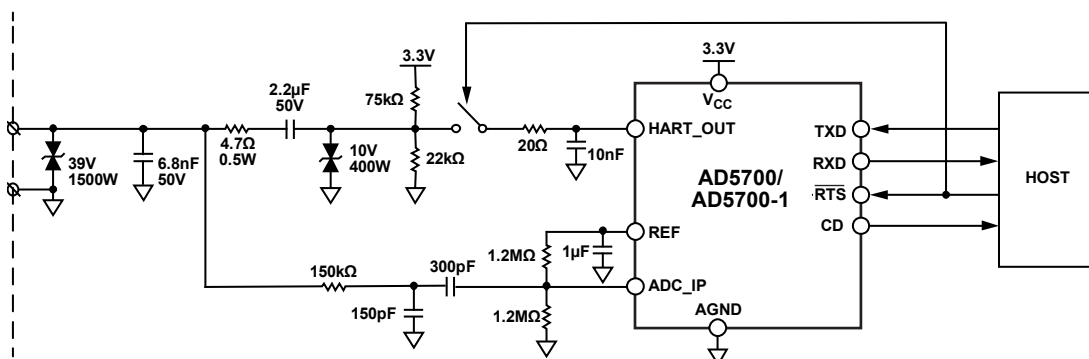 3.3V
2.2µF
50V
75kΩ
4.7Ω
0.5W
39V
1500W
6.8nF
50V
10V
400W
22kΩ
20Ω
10nF
3.3V
VCC
HART_OUT
TXD
RXD
RTS
CD
AD5700/
AD5700-1
HOST
REF
1.2MΩ
1µF
150kΩ
300pF
ADC_IP
150pF
1.2MΩ
AGND